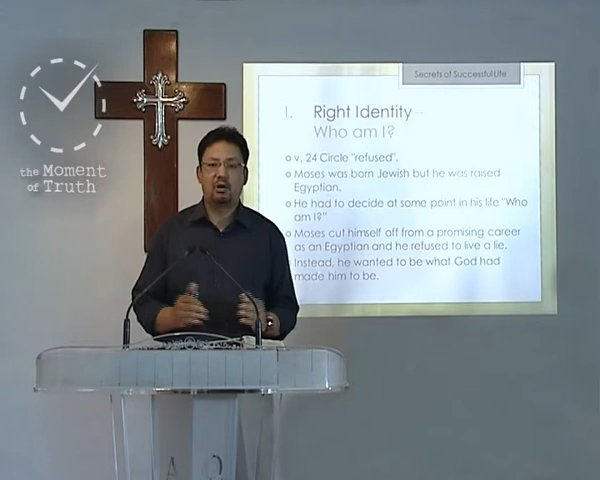 the Moment
of Truth
Secrets of Successful Life
I. Right Identity –
Who am I?
v. 24 Circle "refused".
Moses was born Jewish but he was raised
Egyptian.
He had to decide at some point in his life "Who
am I?"
Moses cut himself off from a promising career
as an Egyptian and he refused to live a lie.
Instead, he wanted to be what God had
made him to be.